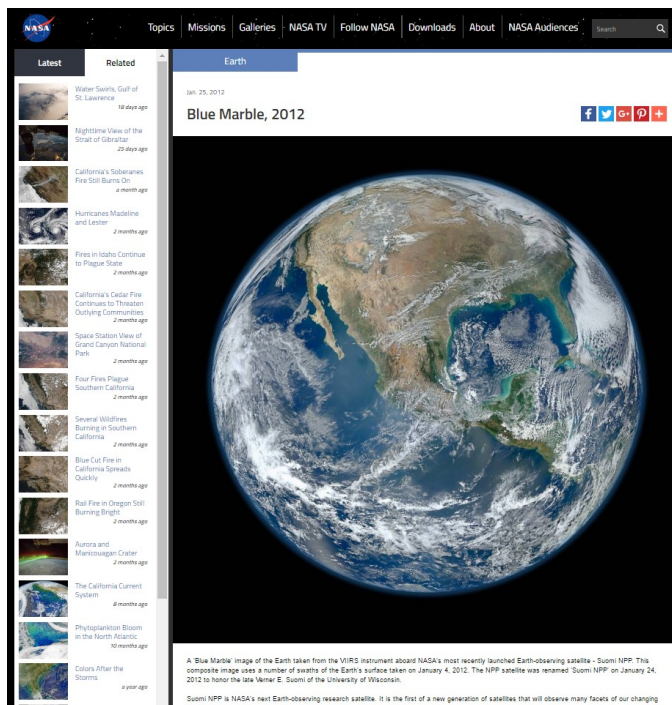 NASA
Topics Missions Galleries NASA TV Follow NASA Downloads About NASA Audiences Search
Latest Related
Water Swirls, Gulf of
St. Lawrence
18 days ago
Nighttime View of the
Strait of Gibraltar
25 days ago
California's Soberanes
Fire Still Burns On
a month ago
Hurricanes Madeline
and Lester
2 months ago
Fires in Idaho Continue
to Plague State
2 months ago
California's Cedar Fire
Continues to Threaten
Outlying Communities
2 months ago
Space Station View of
Grand Canyon National
Park
2 months ago
Four Fires Plague
Southern California
2 months ago
Several Wildfires
Burning in Southern
California
2 months ago
Blue Cut Fire in
California Spreads
Quickly
2 months ago
Rail Fire in Oregon Still
Burning Bright
2 months ago
Aurora and
Manicouagan Crater
2 months ago
The California Current
System
8 months ago
Phytoplankton Bloom
in the North Atlantic
10 months ago
Colors After the
Storms
a year ago
Earth
Jan. 25, 2012
Blue Marble, 2012
f G+ +
A 'Blue Marble' image of the Earth taken from the VIIRS instrument aboard NASA's most recently launched Earth-observing satellite - Suomi NPP. This
composite image uses a number of swaths of the Earth's surface taken on January 4, 2012. The NPP satellite was renamed 'Suomi NPP' on January 24,
2012 to honor the late Verner E. Suomi of the University of Wisconsin.
Suomi NPP is NASA's next Earth-observing research satellite. It is the first of a new generation of satellites that will observe many facets of our changing